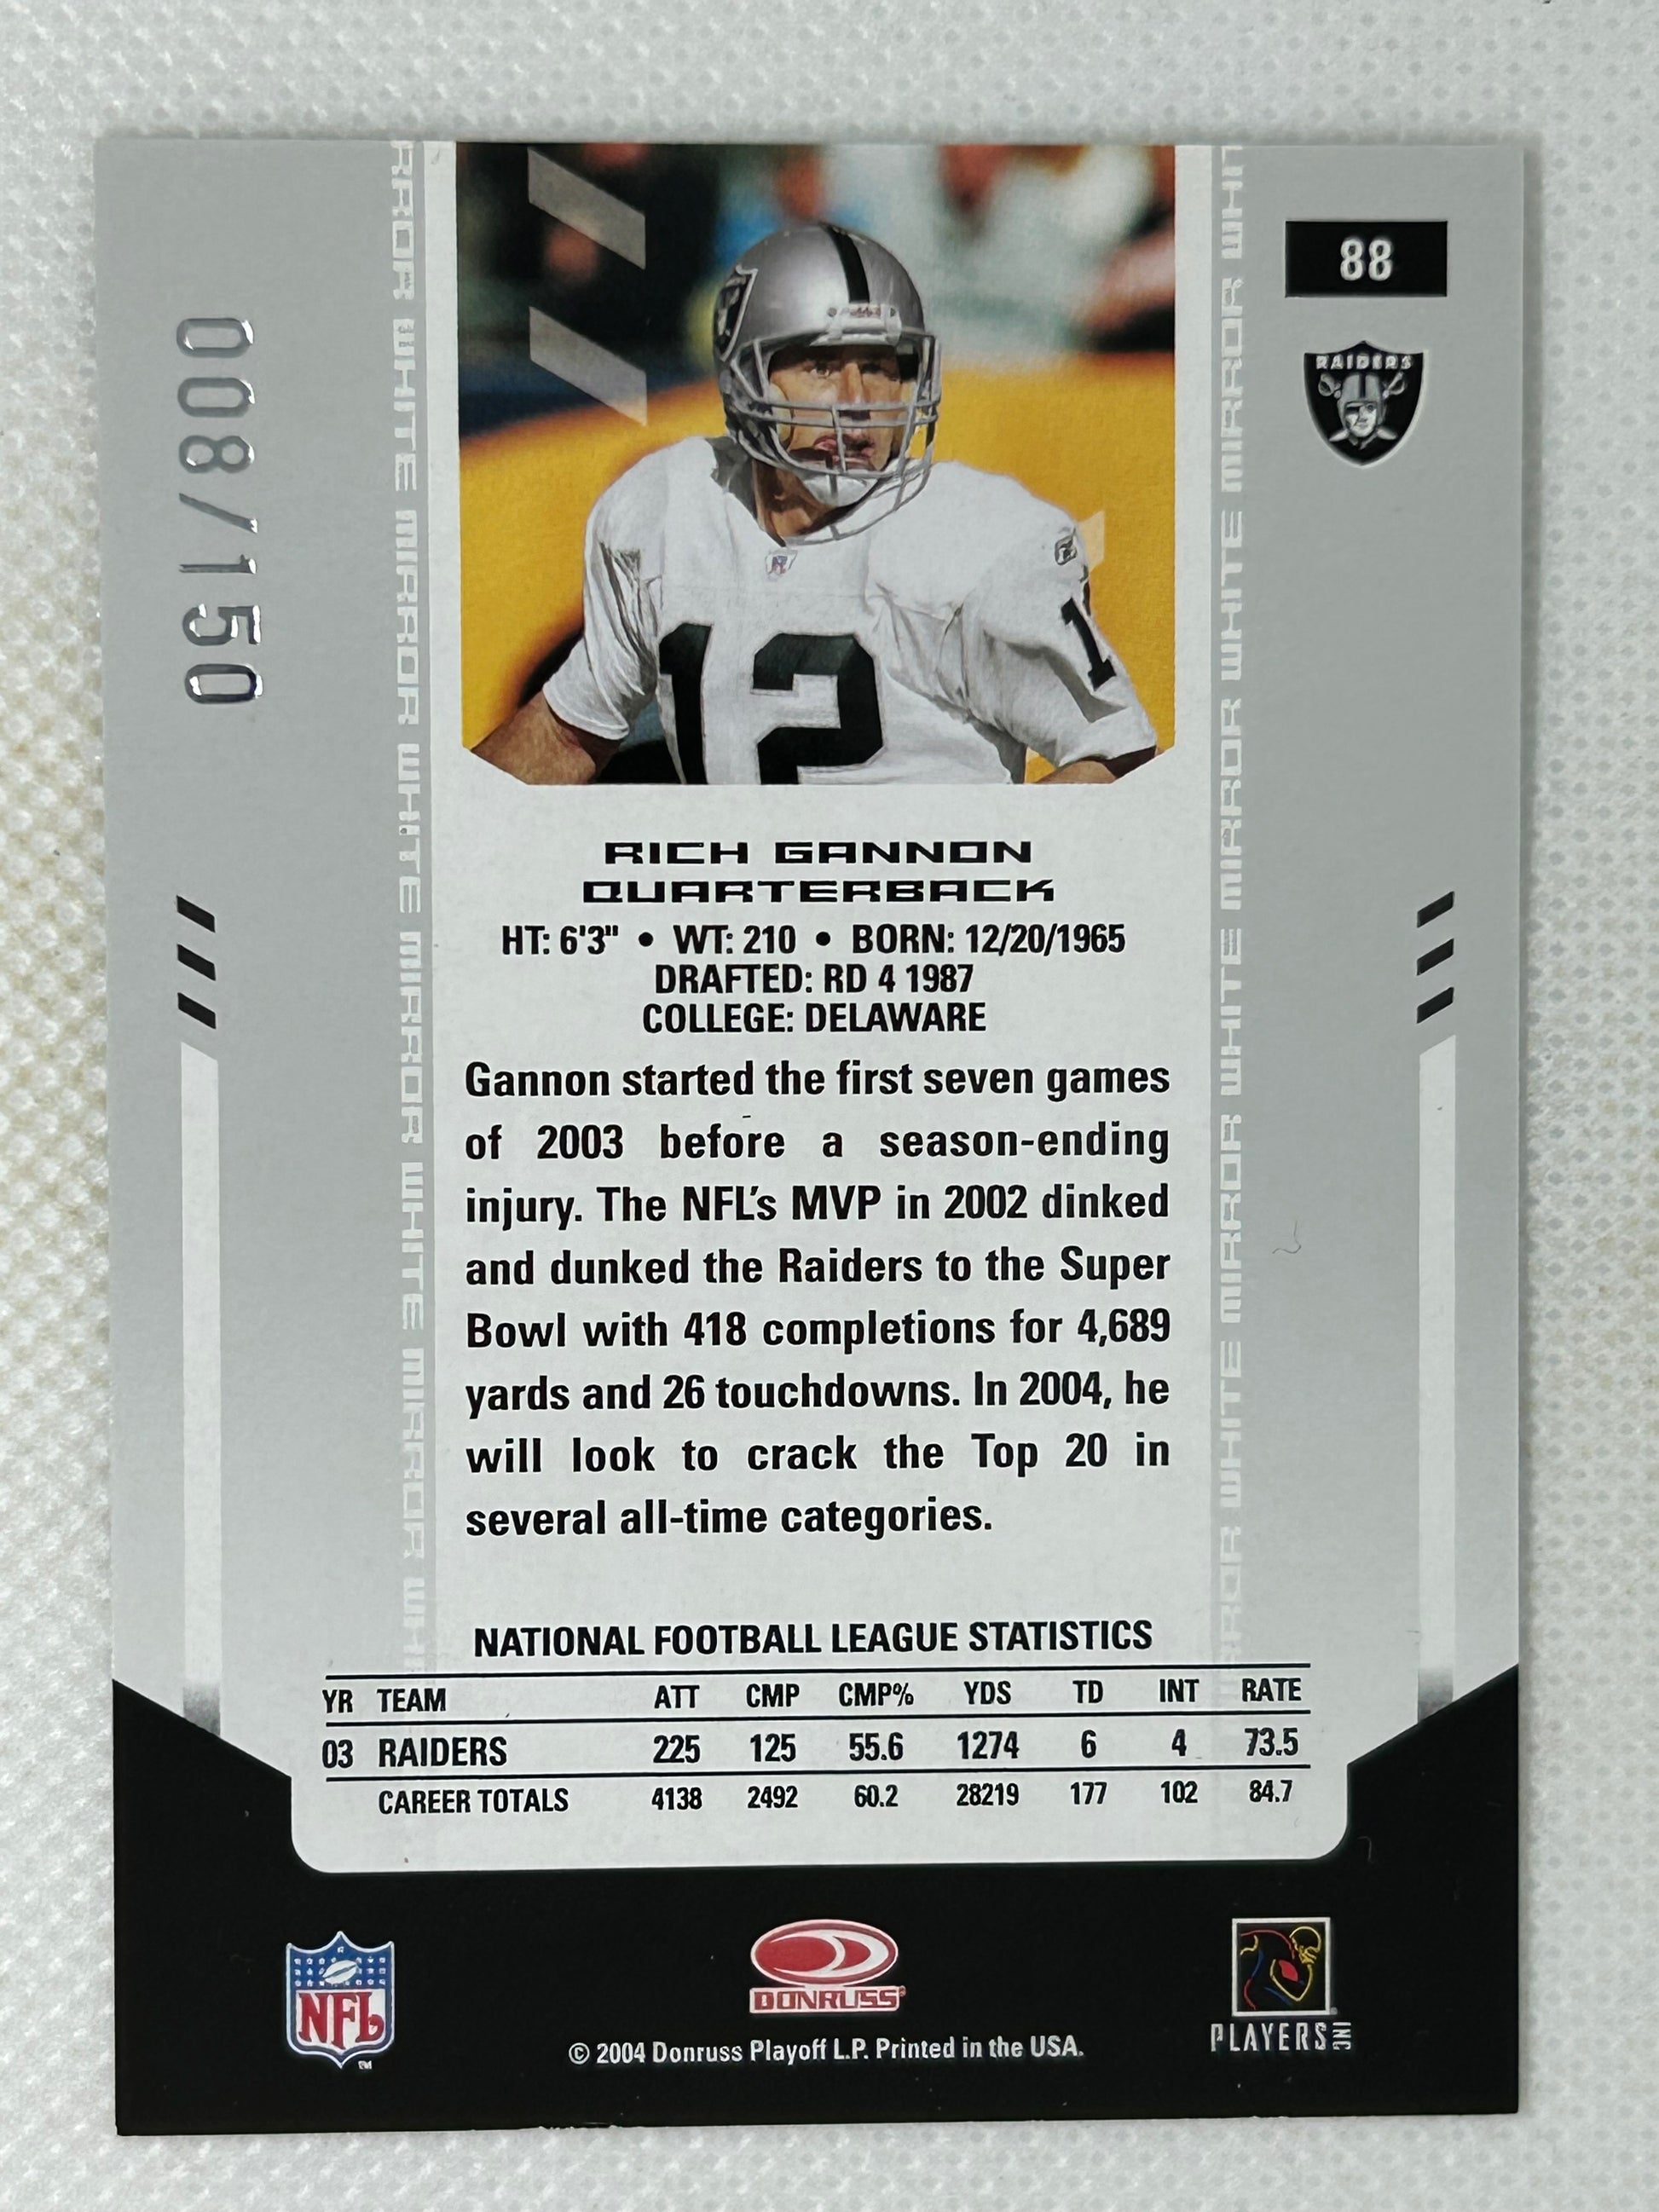 88
RAIDERS
008/150
WHITE MIRROR WHITE MIRROR WHITE MIRROR WHITE MIRROR
WHITE MIRROR WHITE MIRROR WHITE MIRROR WHITE MIRROR
12
1
RICH GANNON
QUARTERBACK
HT: 6'3" • WT: 210 • BORN: 12/20/1965
DRAFTED: RD 4 1987
COLLEGE: DELAWARE
Gannon started the first seven games
of 2003 before a season-ending
injury. The NFL's MVP in 2002 dinked
and dunked the Raiders to the Super
Bowl with 418 completions for 4,689
yards and 26 touchdowns. In 2004, he
will look to crack the Top 20 in
several all-time categories.
NATIONAL FOOTBALL LEAGUE STATISTICS
YR TEAM ATT CMP CMP% YDS TD INT RATE
03 RAIDERS 225 125 55.6 1274 6 4 73.5
CAREER TOTALS 4138 2492 60.2 28219 177 102 84.7
NFL
TM
DONRUSS®
PLAYERS INC
© 2004 Donruss Playoff L.P. Printed in the USA.